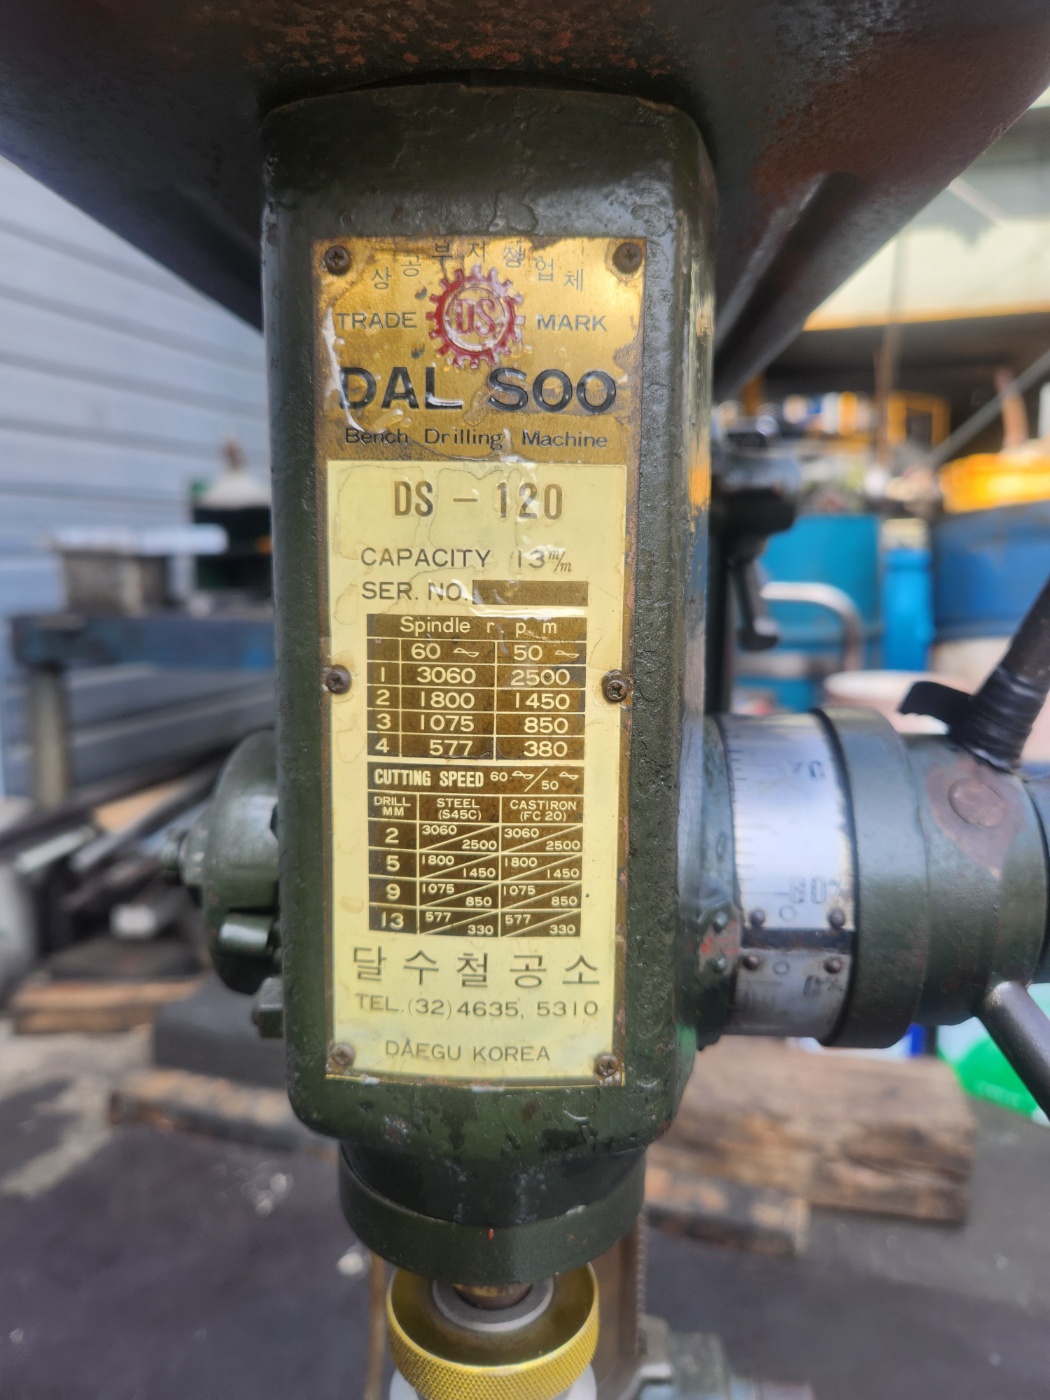 상공부지정업체
TRADE DS MARK
DAL SOO
Bench Drilling Machine
DS - 120
CAPACITY 13 m/m
SER. NO.
Spindle r. p. m
60 ~ 50 ~
1 3060 2500
2 1800 1450
3 1075 850
4 577 380
CUTTING SPEED 60 ~/50 ~
DRILL MM STEEL (S45C) CASTIRON (FC 20)
2 3060/2500 3060/2500
5 1800/1450 1800/1450
9 1075/850 1075/850
13 577/330 577/330
달수철공소
TEL.(32)4635, 5310
DAEGU KOREA